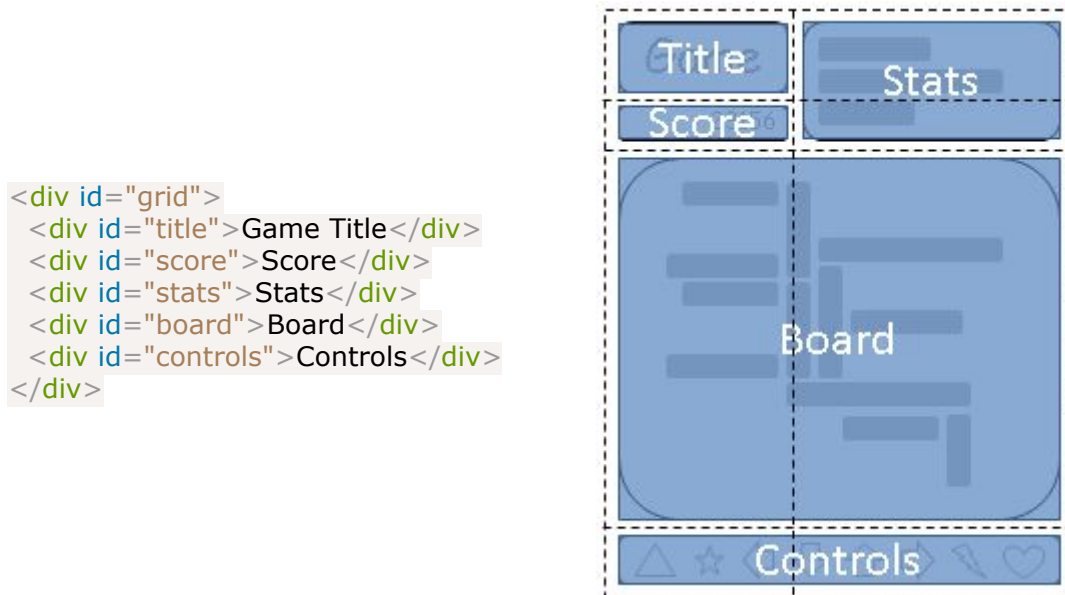 <div id="grid">
<div id="title">Game Title</div>
<div id="score">Score</div>
<div id="stats">Stats</div>
<div id="board">Board</div>
<div id="controls">Controls</div>
</div>
Title
Stats
Score
Board
Controls